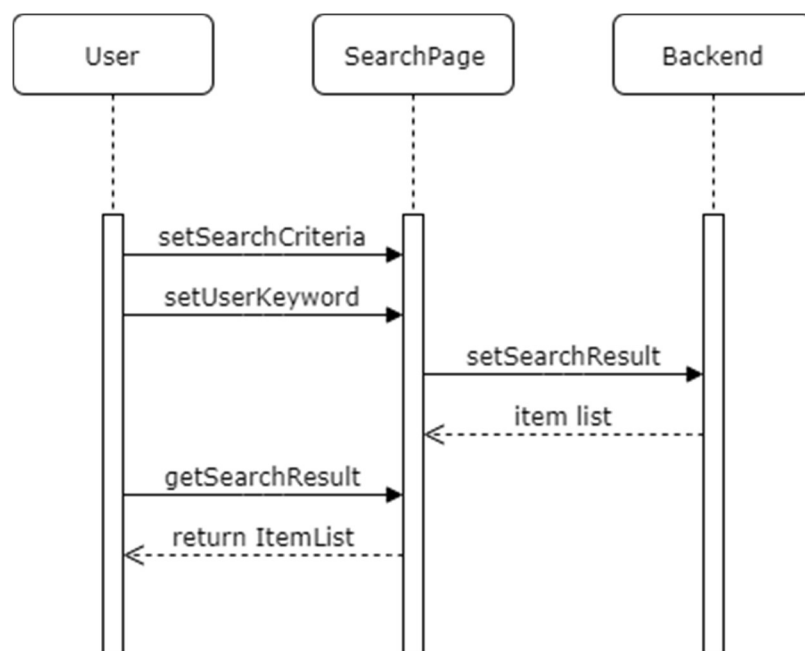 User
SearchPage
Backend
setSearchCriteria
setUserKeyword
setSearchResult
item list
getSearchResult
return ItemList